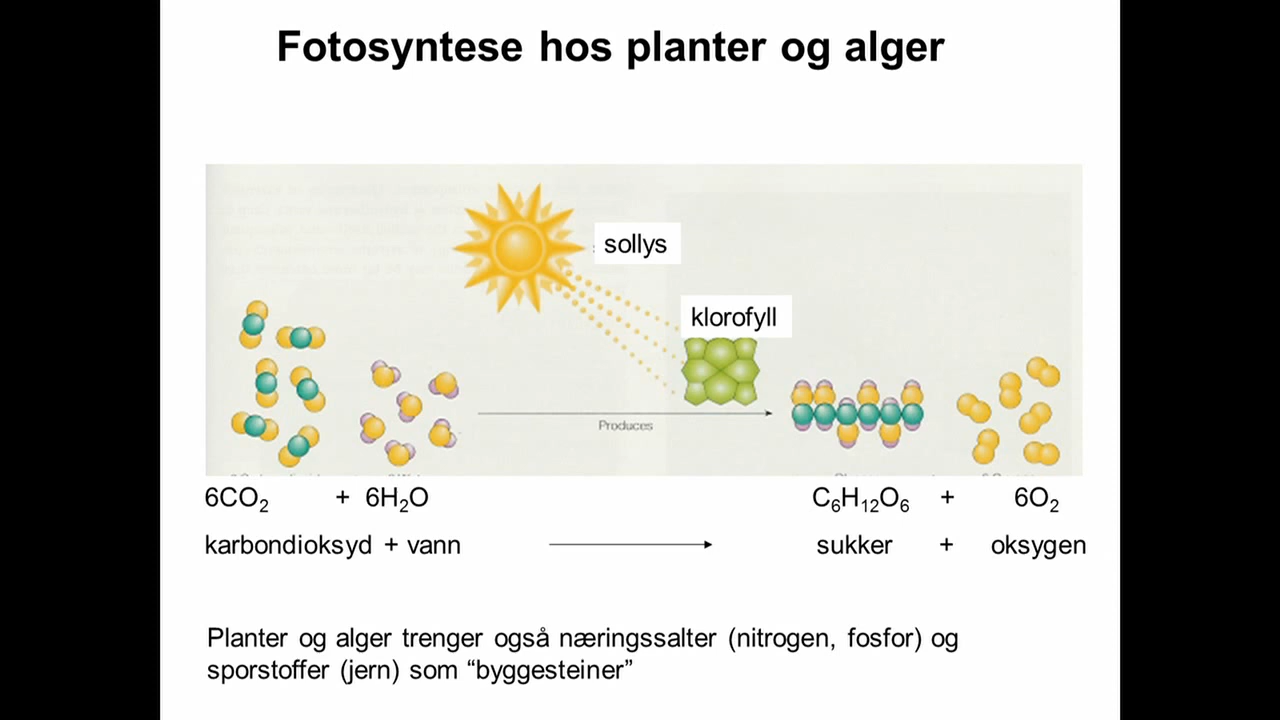 Fotosyntese hos planter og alger
sollys
klorofyll
Produces
6CO₂ + 6H₂O C₆H₁₂O₆ + 6O₂
karbondioksyd + vann sukker + oksygen
Planter og alger trenger også næringssalter (nitrogen, fosfor) og
sporstoffer (jern) som “byggesteiner”